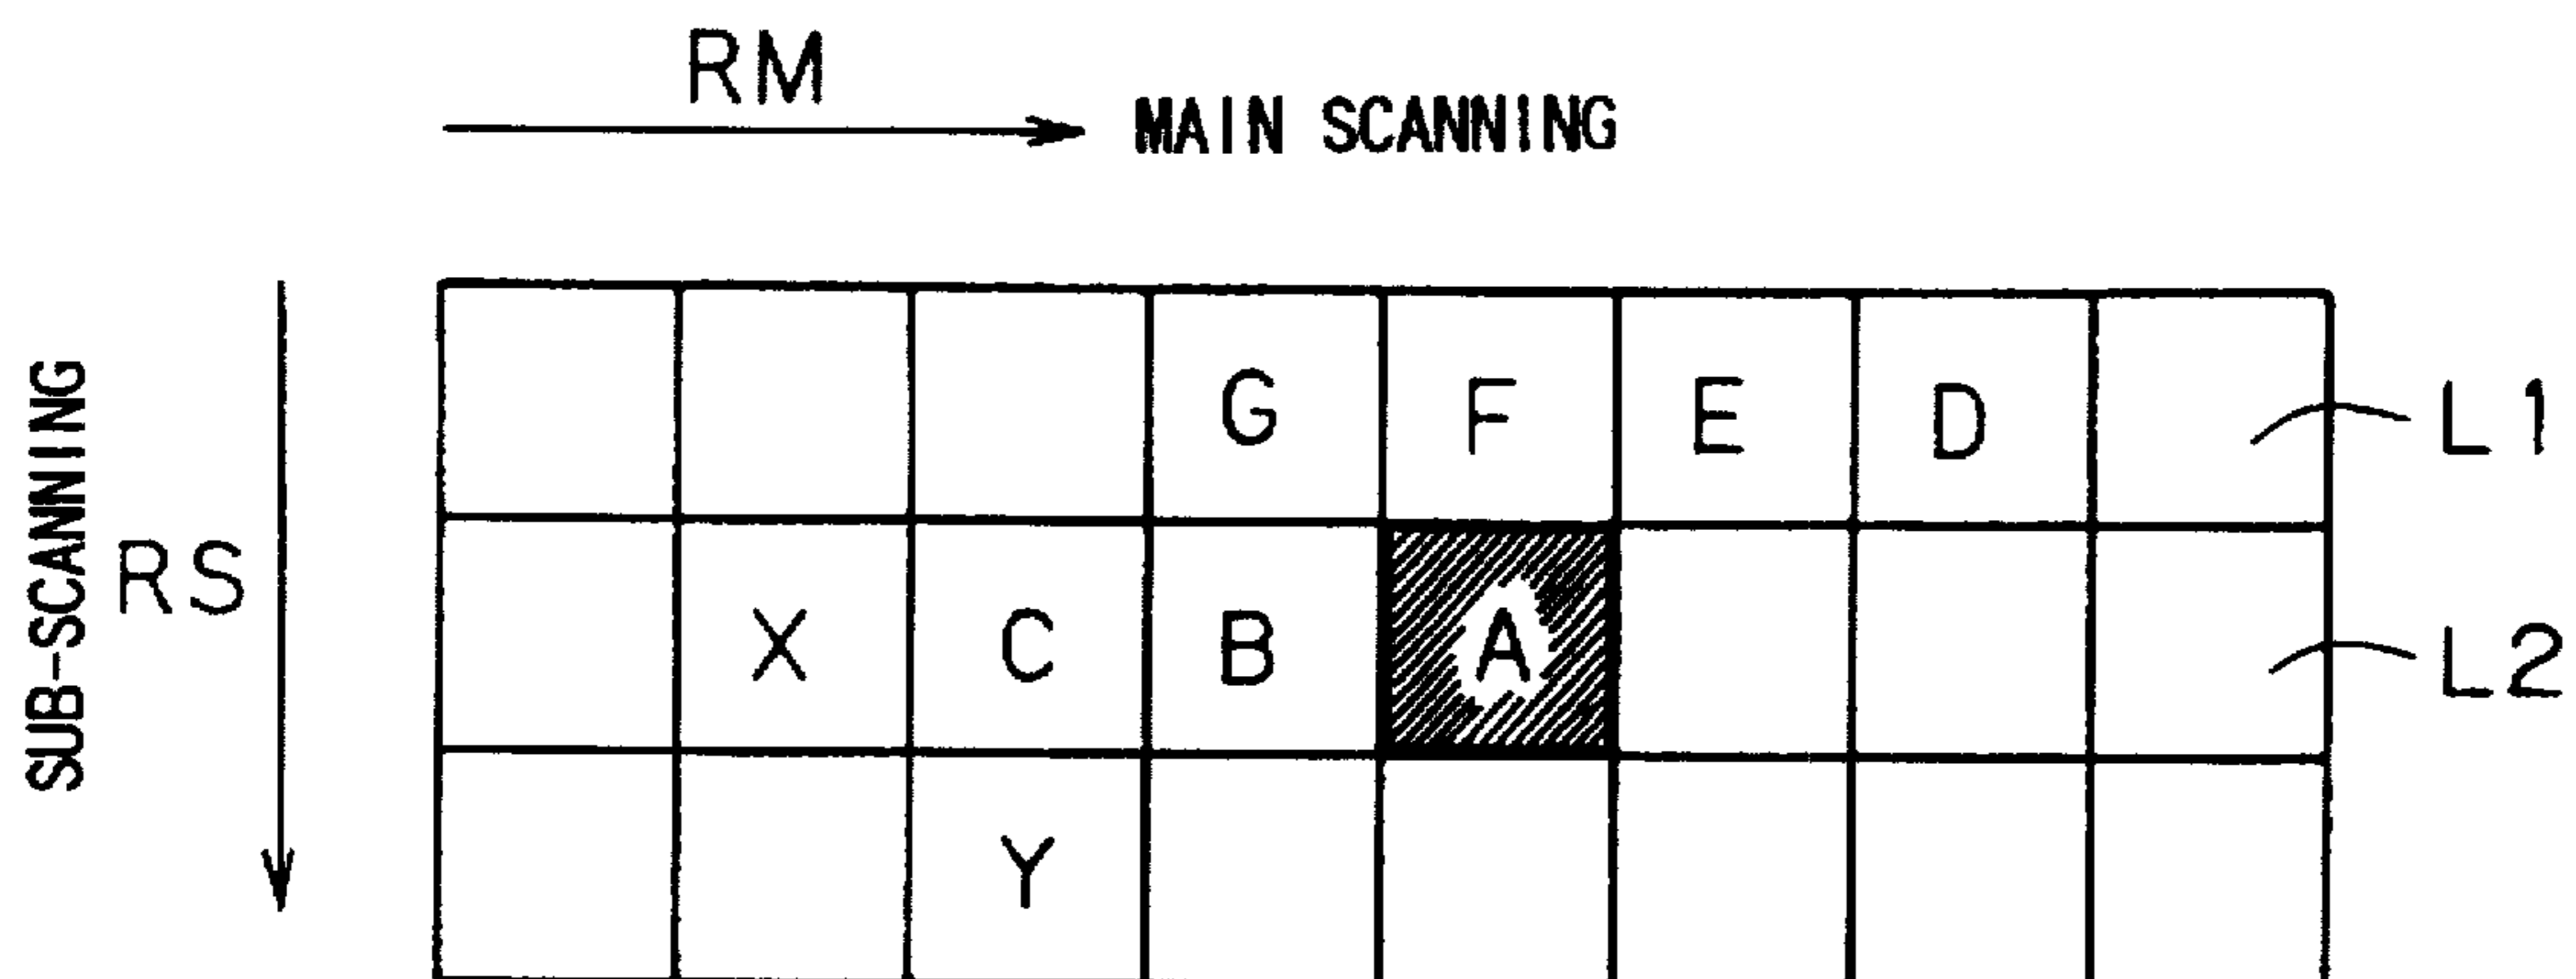 RM
MAIN SCANNING
SUB-SCANNING
RS
G F E D L1
X C B A L2
Y